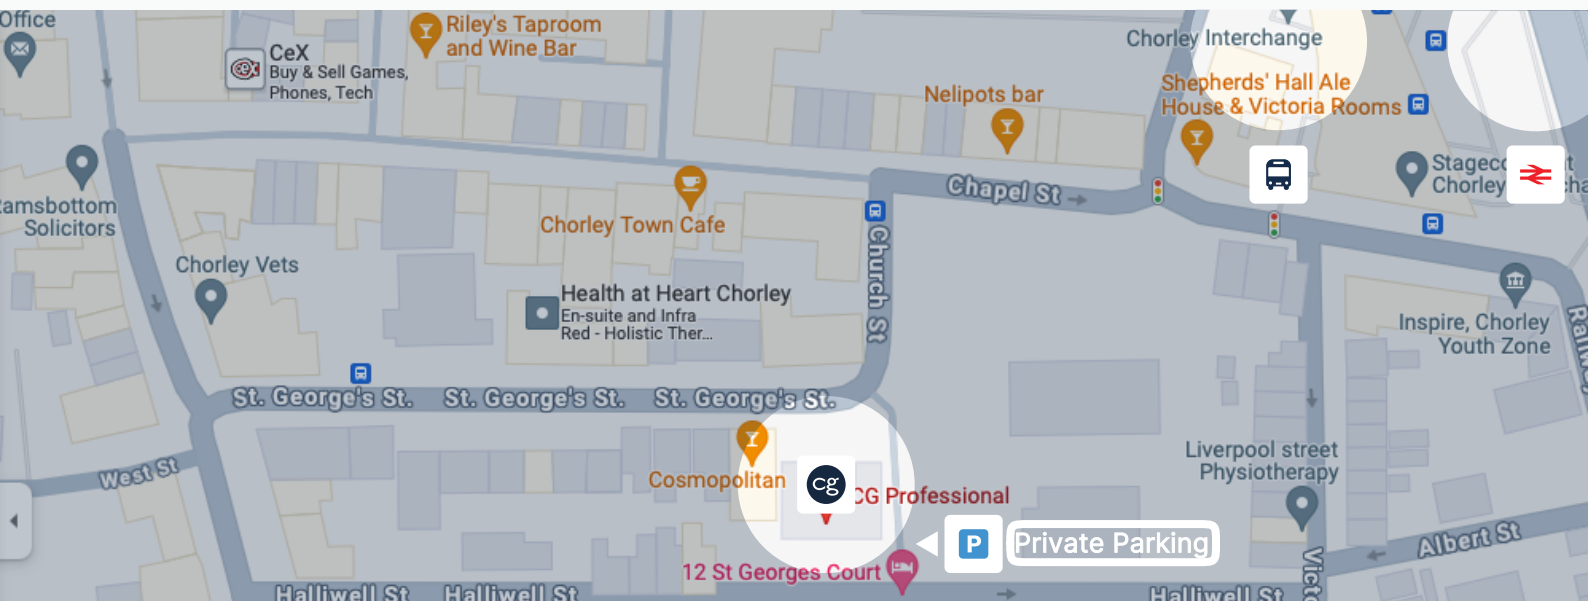 Office
CeX
Buy & Sell Games,
Phones, Tech
Riley's Taproom
and Wine Bar
Nelipots bar
Chorley Interchange
Shepherds' Hall Ale
House & Victoria Rooms
Chorley
Ramsbottom
Solicitors
Chorley Town Cafe
Chapel St
Church St
Chorley Vets
Health at Heart Chorley
En-suite and Infra
Red - Holistic Ther...
Inspire, Chorley
Youth Zone
St. George's St.
St. George's St.
St. George's St.
West St
Cosmopolitan
cg
CG Professional
Liverpool street
Physiotherapy
P
Private Parking
Albert St
12 St Georges Court
Halliwell St
Halliwell St
Halliwell St